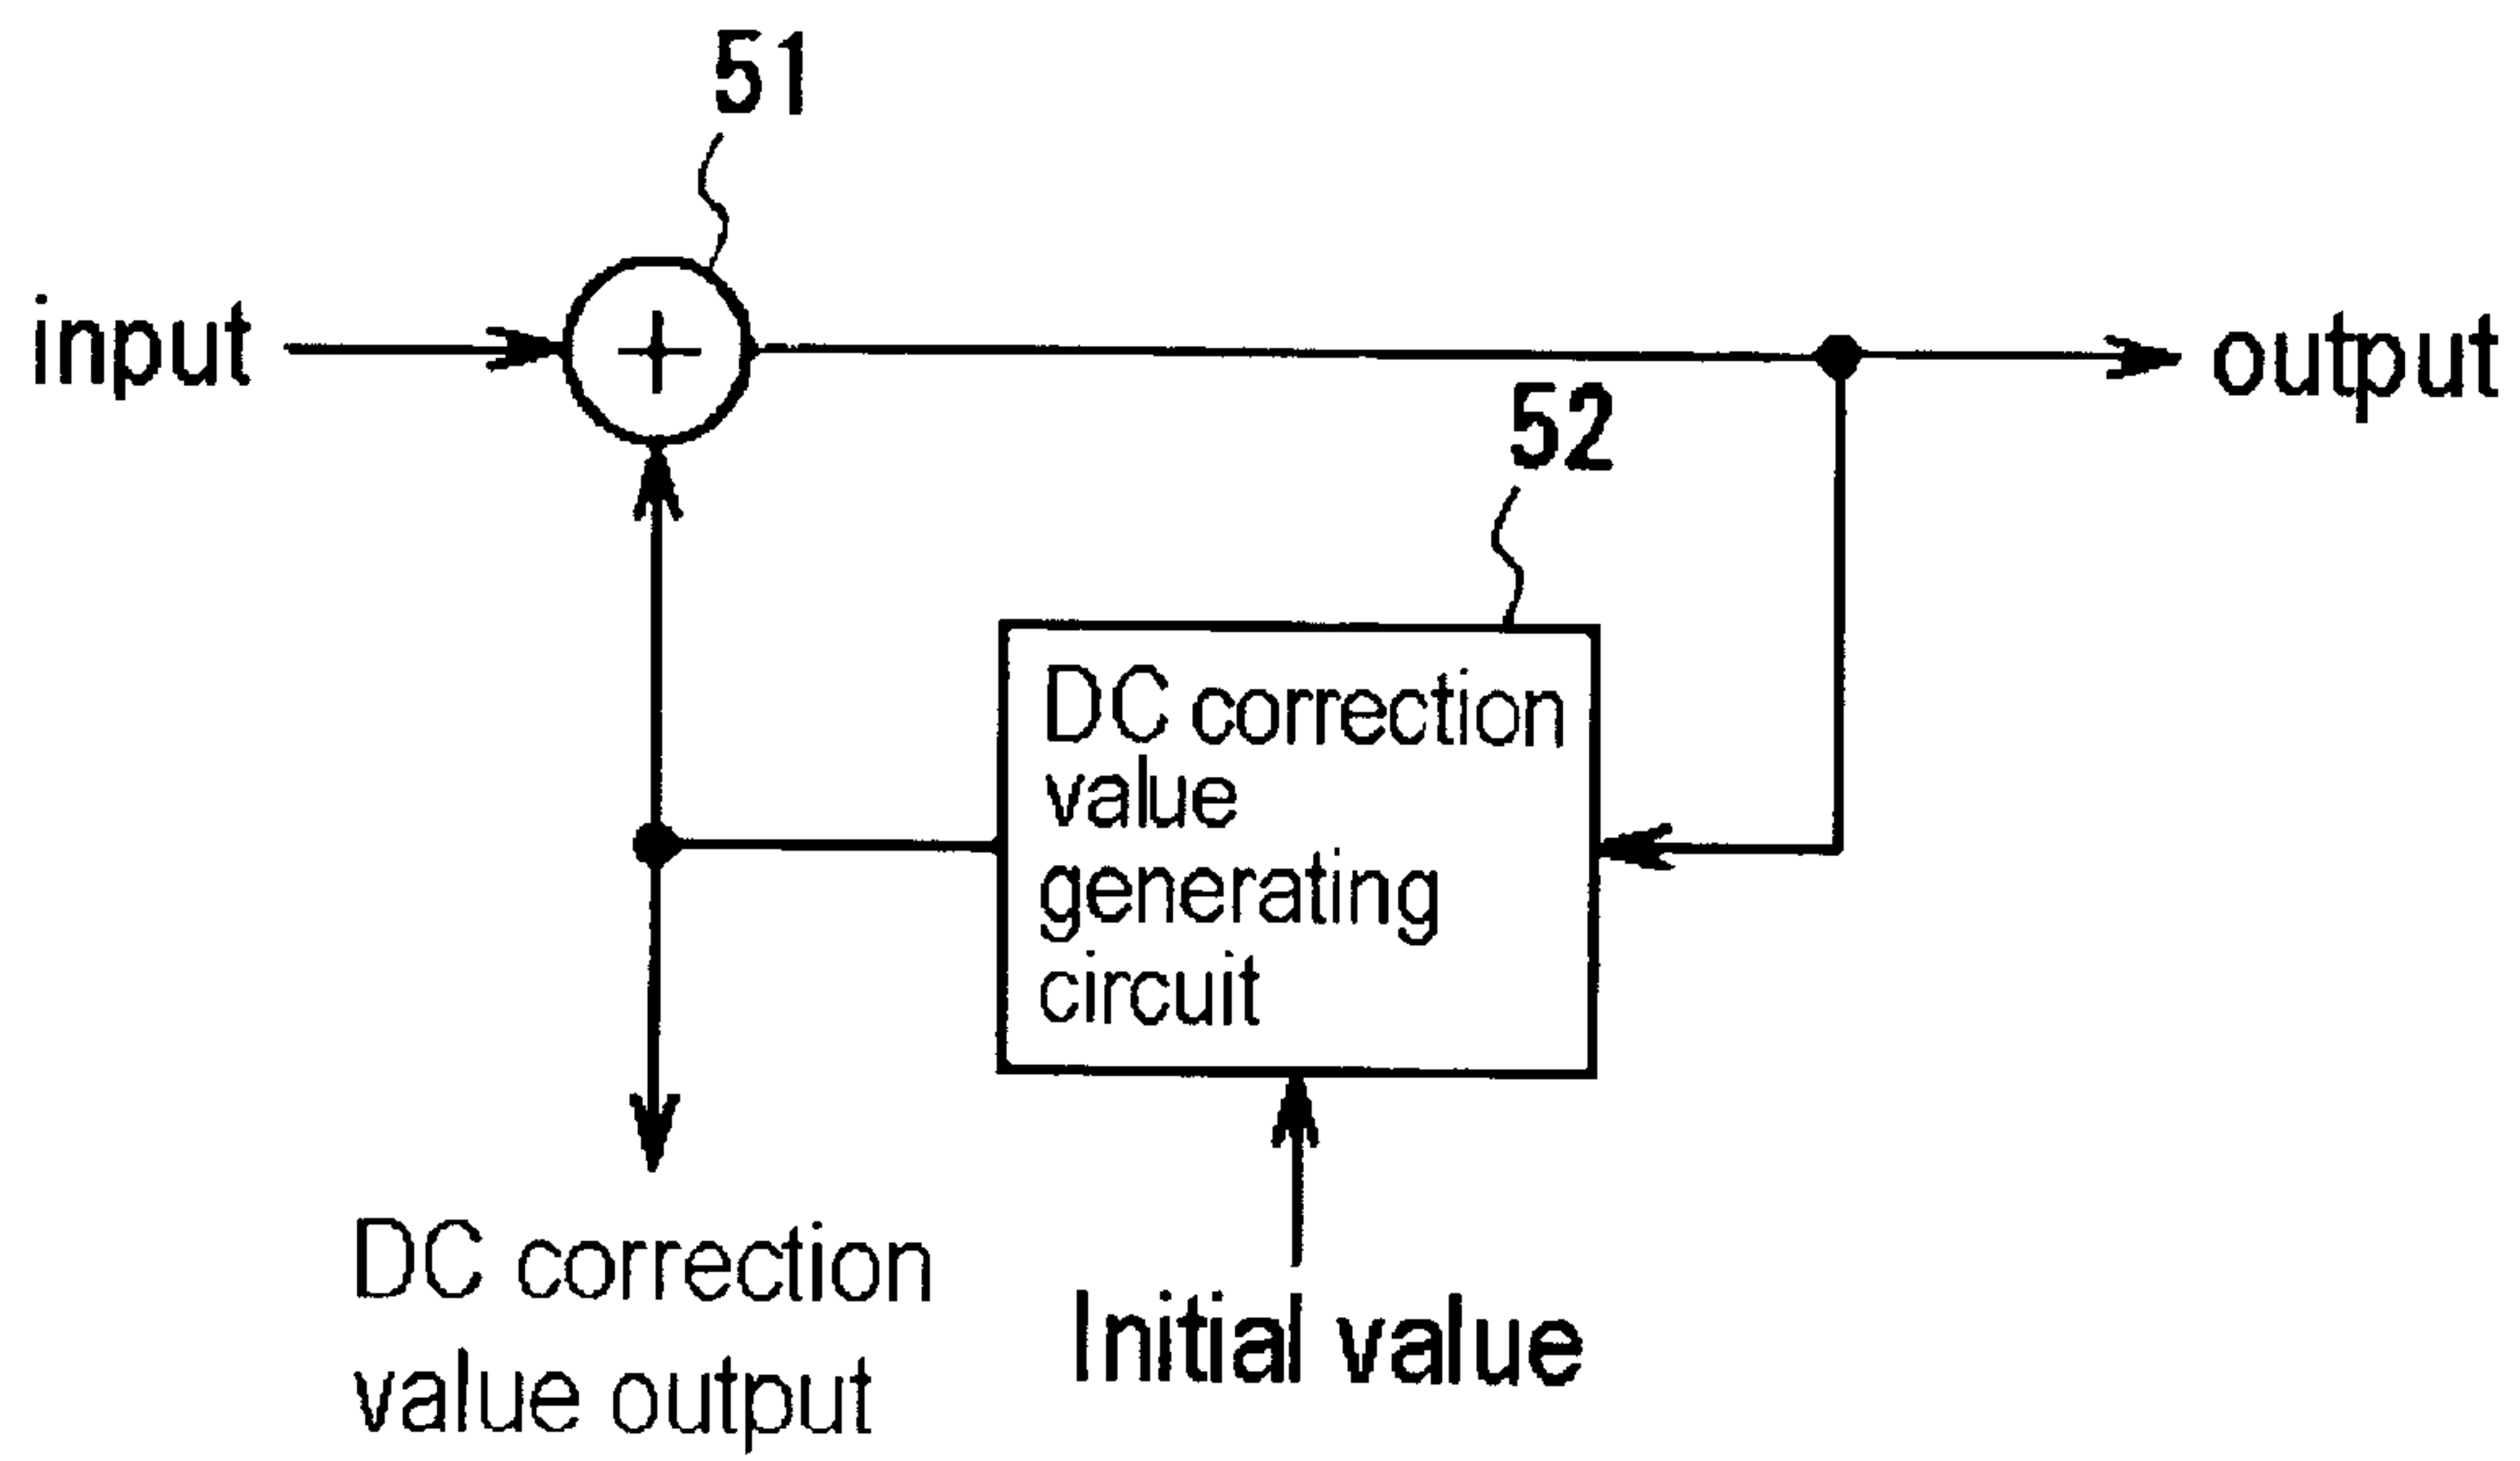 51
input
output
52
DC correction
value
generating
circuit
DC correction
value output
Initial value